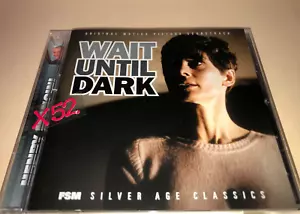 ORIGINAL MOTION PICTURE SOUNDTRACK
WAIT
UNTIL
DARK
X52
FSM SILVER AGE CLASSICS